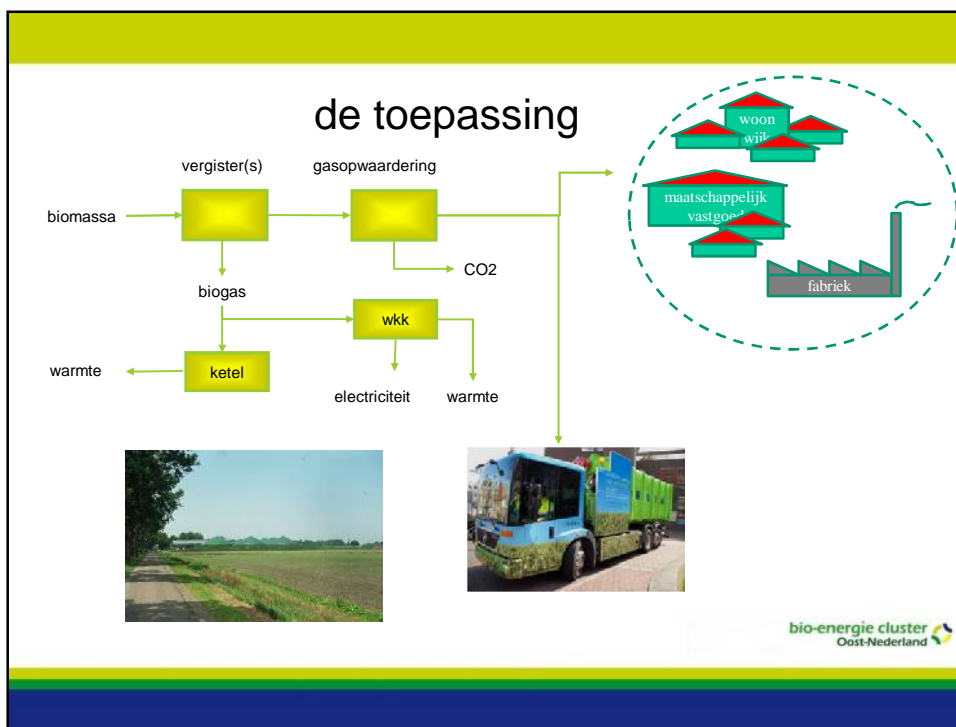 de toepassing
vergister(s)
gasopwaardering
woon
wijk
biomassa
maatschappelijk
vastgoed
CO2
biogas
fabriek
wkk
warmte
ketel
electriciteit
warmte
bio-energie cluster
Oost-Nederland